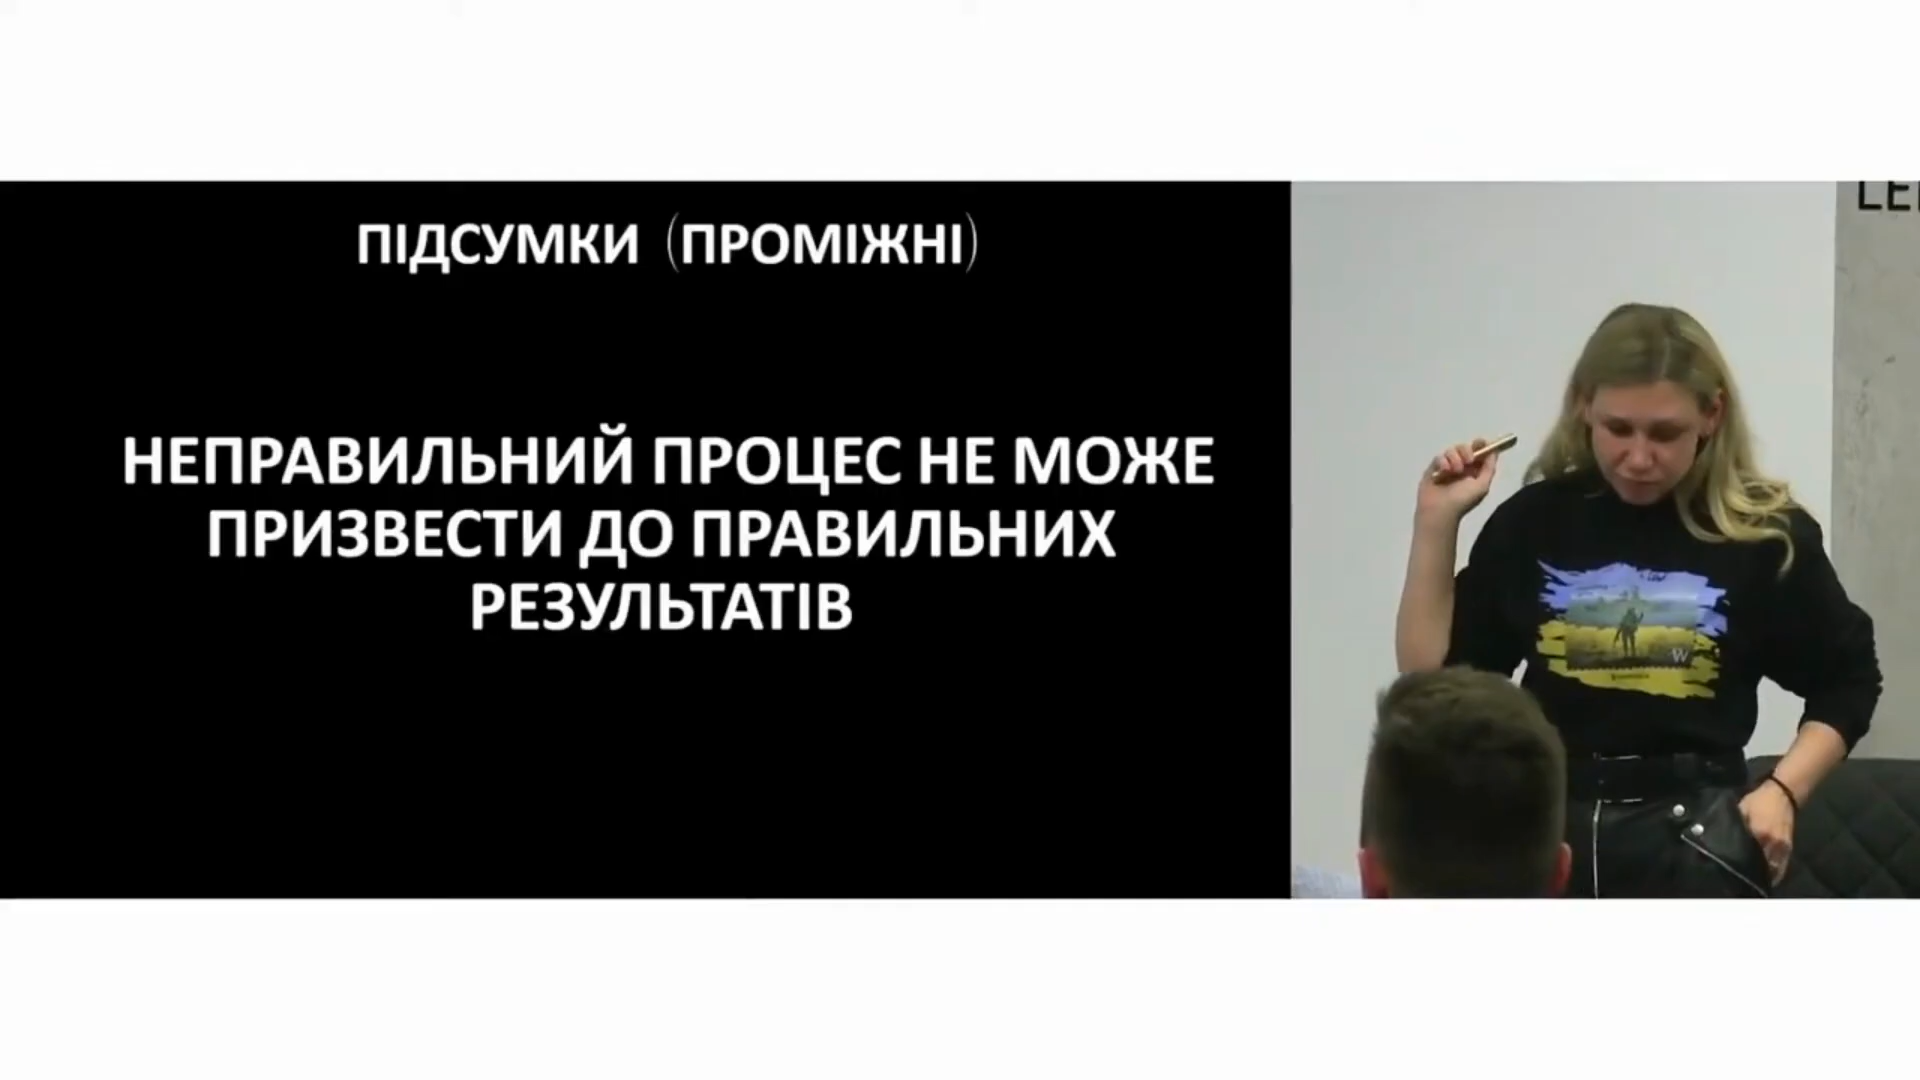 ПІДСУМКИ (ПРОМІЖНІ)
НЕПРАВИЛЬНИЙ ПРОЦЕС НЕ МОЖЕ
ПРИЗВЕСТИ ДО ПРАВИЛЬНИХ
РЕЗУЛЬТАТІВ
W